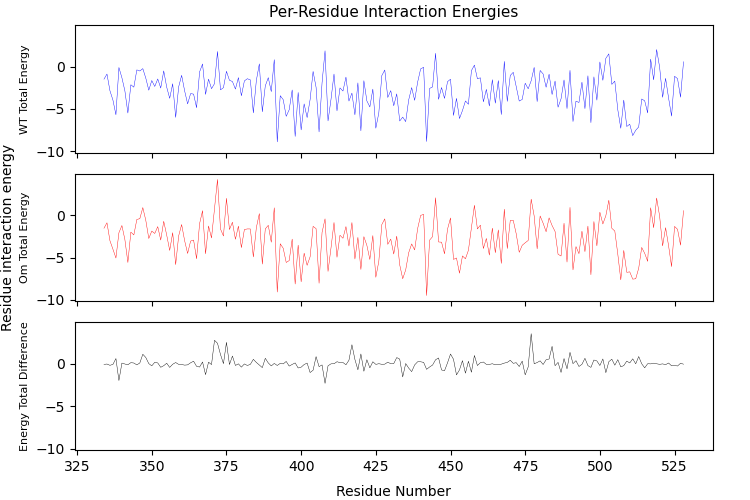 Per-Residue Interaction Energies
Residue interaction energy
WT Total Energy
0
−5
−10
Om Total Energy
0
−5
−10
Energy Total Difference
0
−5
−10
325 350 375 400 425 450 475 500 525
Residue Number